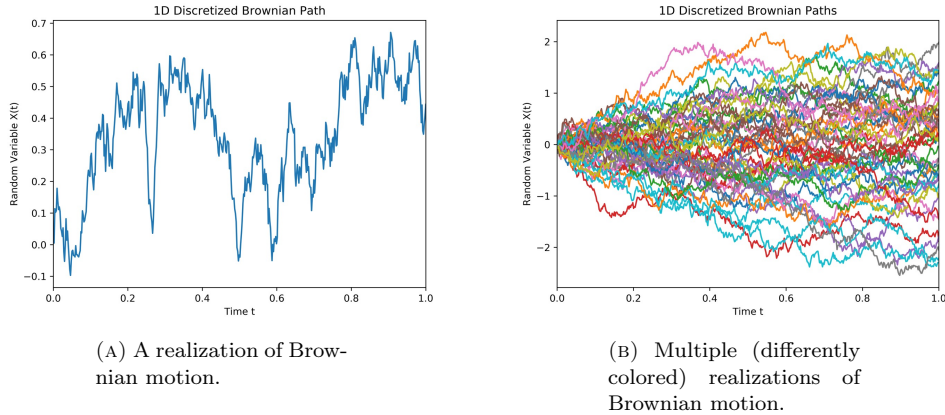 1D Discretized Brownian Path
Random Variable X(t)
0.7
0.6
0.5
0.4
0.3
0.2
0.1
0.0
−0.1
0.0 0.2 0.4 0.6 0.8 1.0
Time t
(A) A realization of Brow-
nian motion.
1D Discretized Brownian Paths
Random Variable X(t)
2
1
0
−1
−2
0.0 0.2 0.4 0.6 0.8 1.0
Time t
(B) Multiple (differently
colored) realizations of
Brownian motion.